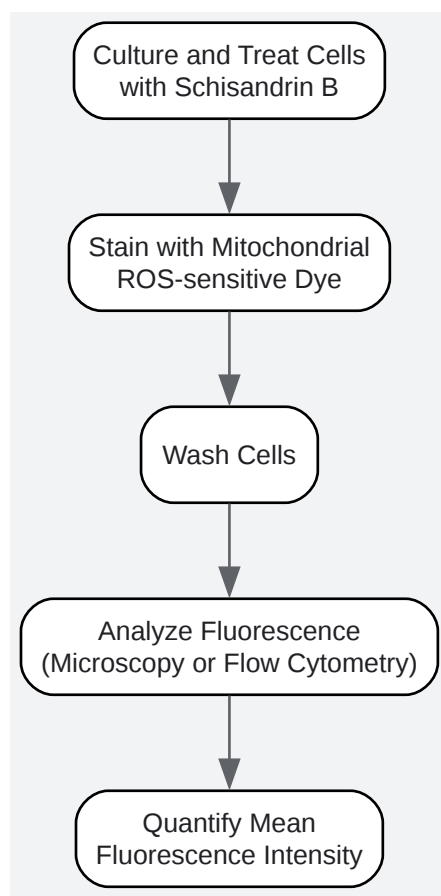 Culture and Treat Cells
with Schisandrin B
Stain with Mitochondrial
ROS-sensitive Dye
Wash Cells
Analyze Fluorescence
(Microscopy or Flow Cytometry)
Quantify Mean
Fluorescence Intensity